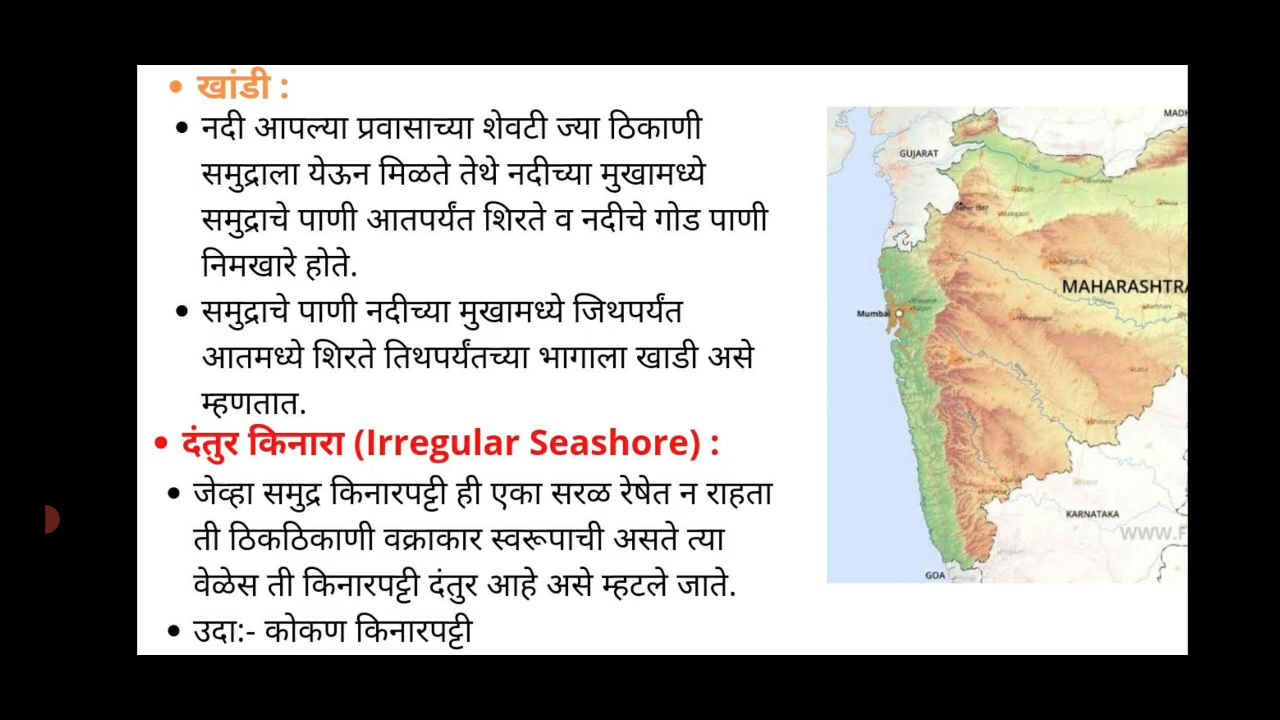 • खांडी :
• नदी आपल्या प्रवासाच्या शेवटी ज्या ठिकाणी
समुद्राला येऊन मिळते तेथे नदीच्या मुखामध्ये
समुद्राचे पाणी आतपर्यंत शिरते व नदीचे गोड पाणी
निमखारे होते.
• समुद्राचे पाणी नदीच्या मुखामध्ये जिथपर्यंत
आतमध्ये शिरते तिथपर्यंतच्या भागाला खाडी असे
म्हणतात.
• दंतुर किनारा (Irregular Seashore) :
• जेव्हा समुद्र किनारपट्टी ही एका सरळ रेषेत न राहता
ती ठिकठिकाणी वक्राकार स्वरूपाची असते त्या
वेळेस ती किनारपट्टी दंतुर आहे असे म्हटले जाते.
• उदा:- कोकण किनारपट्टी
MADH
GUJARAT
MAHARASHTRA
Mumbai
KARNATAKA
WWW.F
GOA